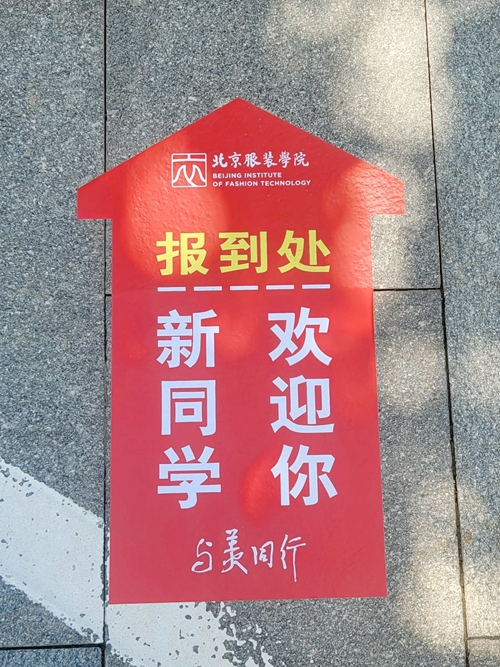 北京服装学院
BEIJING INSTITUTE
OF FASHION TECHNOLOGY
报到处
新同学
欢迎你
与美同行